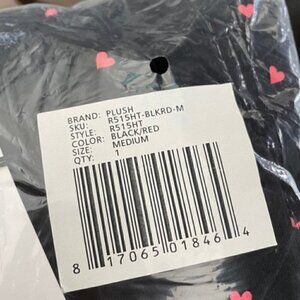 BRAND: PLUSH
SKU: R515HT-BLKRD-M
STYLE: R515HT
COLOR: BLACK/RED
SIZE: MEDIUM
QTY: 1
8 17065 01846 4